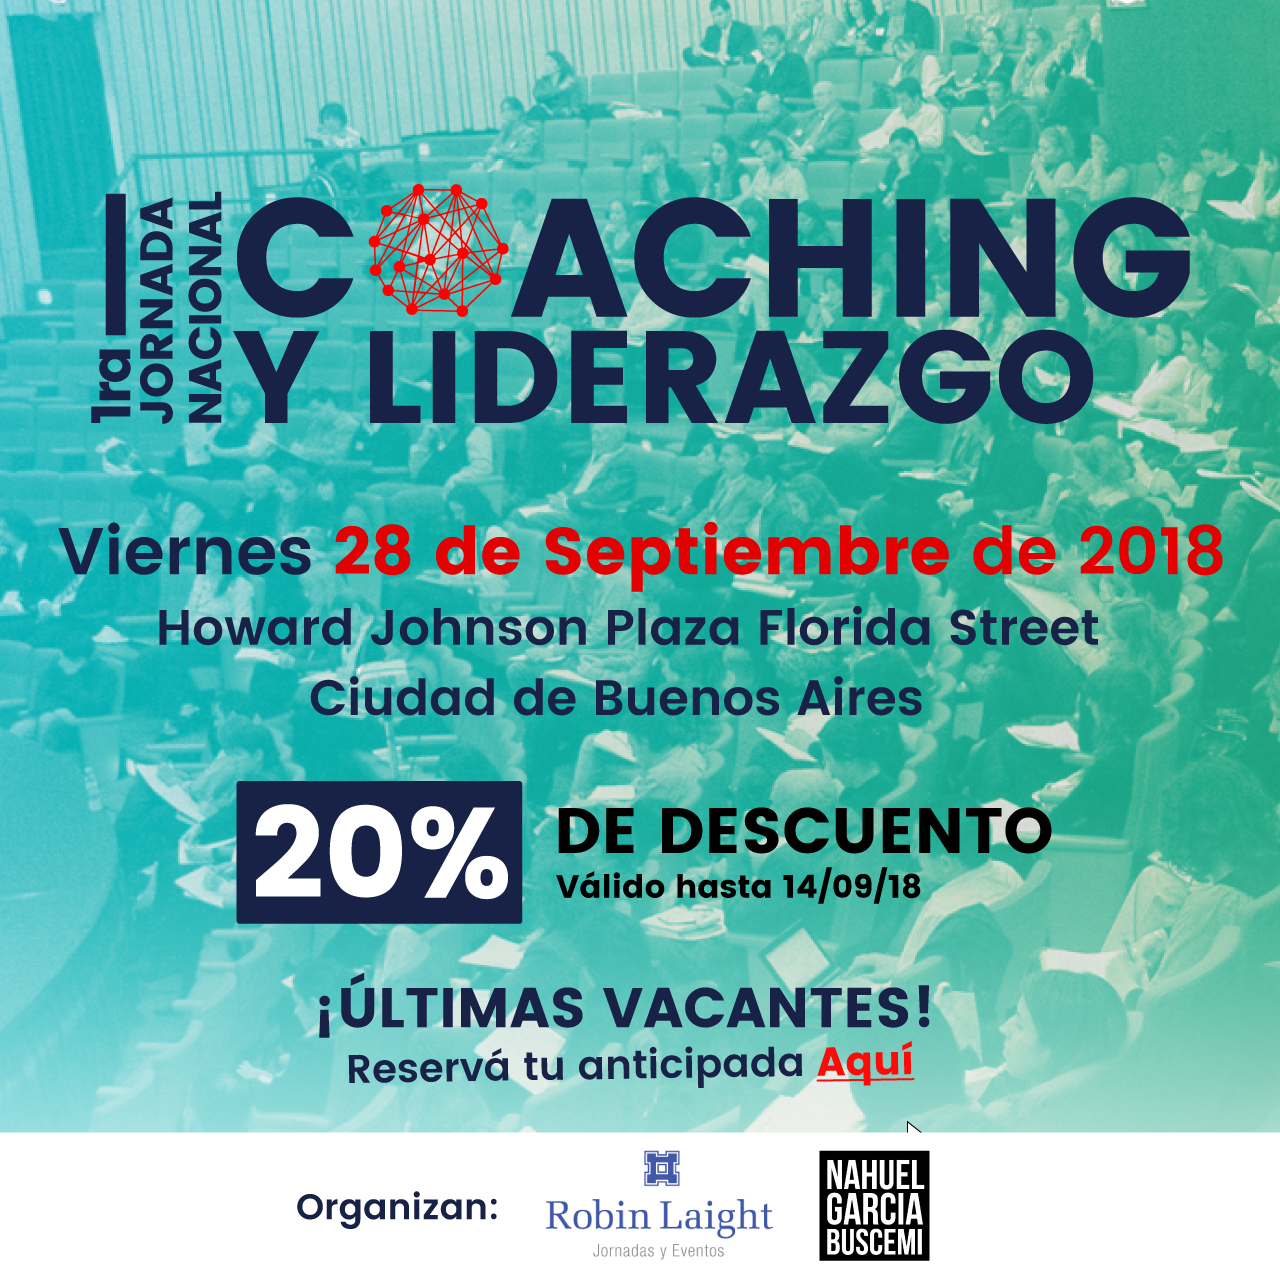 1ra
JORNADA
NACIONAL
COACHING
Y LIDERAZGO
Viernes 28 de Septiembre de 2018
Howard Johnson Plaza Florida Street
Ciudad de Buenos Aires
20%
DE DESCUENTO
Válido hasta 14/09/18
¡ÚLTIMAS VACANTES!
Reservá tu anticipada Aquí
Organizan:
Robin Laight
Jornadas y Eventos
NAHUEL
GARCIA
BUSCEMI